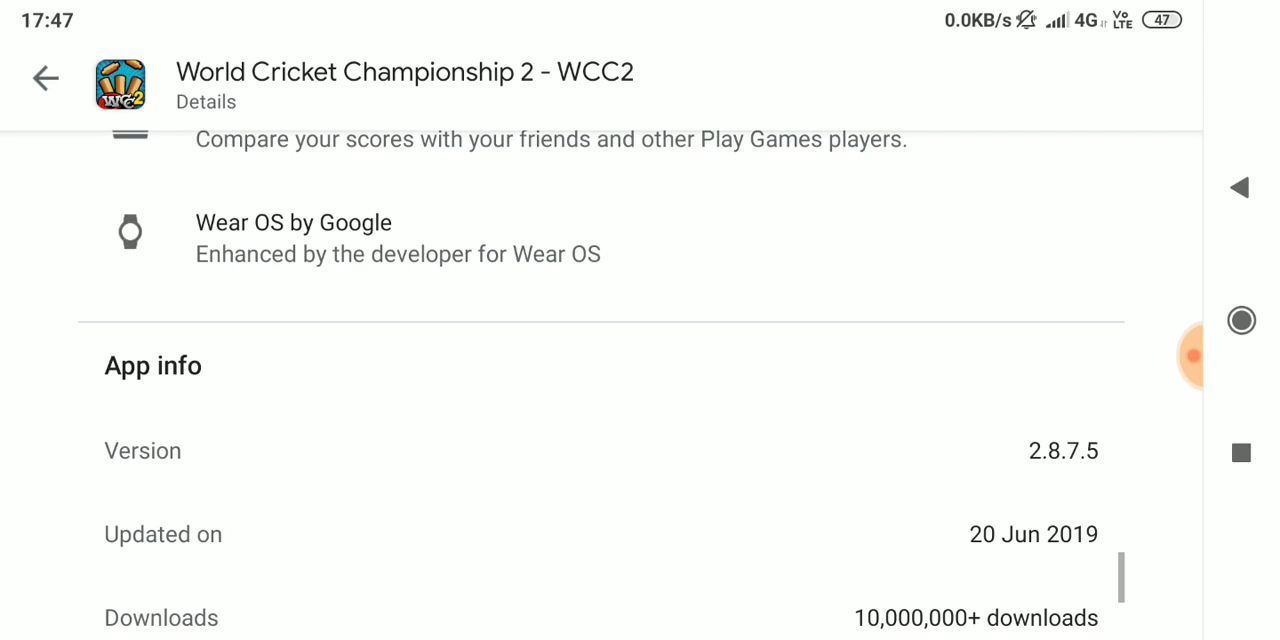 17:47
0.0KB/s 4G Vo LTE 47
World Cricket Championship 2 - WCC2
WCC2
Details
Compare your scores with your friends and other Play Games players.
Wear OS by Google
Enhanced by the developer for Wear OS
App info
Version 2.8.7.5
Updated on 20 Jun 2019
Downloads 10,000,000+ downloads